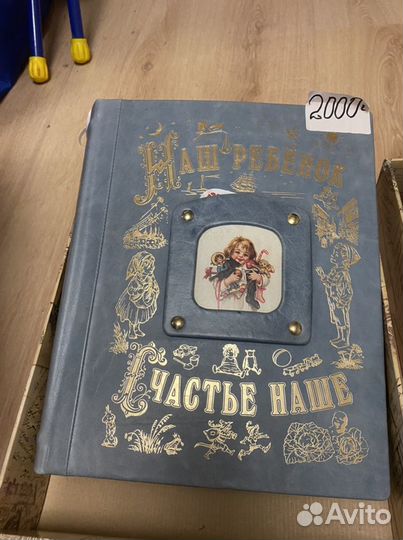 2000
Наш ребёнок
Счастье наше
Avito